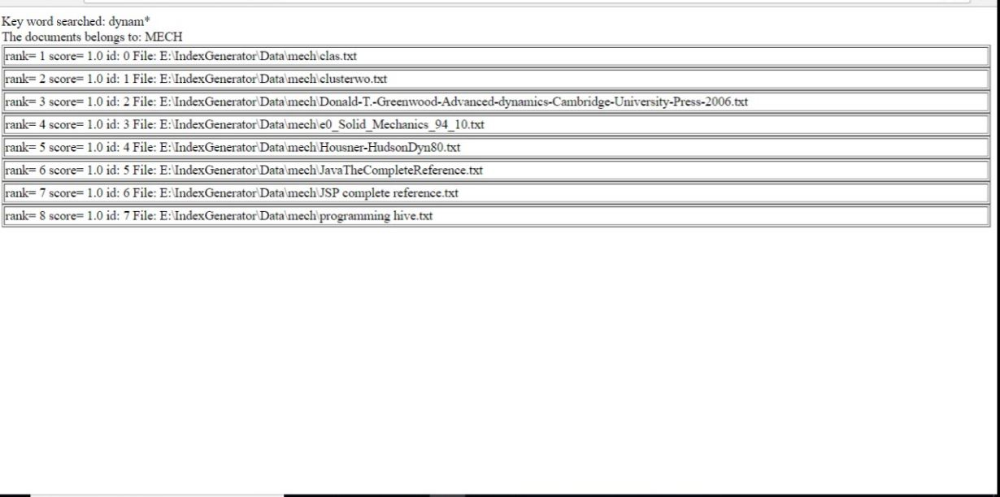 Key word searched: dynam*
The documents belongs to: MECH
rank= 1 score= 1.0 id: 0 File: E:\IndexGenerator\Data\mech\clas.txt
rank= 2 score= 1.0 id: 1 File: E:\IndexGenerator\Data\mech\clusterwo.txt
rank= 3 score= 1.0 id: 2 File: E:\IndexGenerator\Data\mech\Donald-T.-Greenwood-Advanced-dynamics-Cambridge-University-Press-2006.txt
rank= 4 score= 1.0 id: 3 File: E:\IndexGenerator\Data\mech\e0_Solid_Mechanics_94_10.txt
rank= 5 score= 1.0 id: 4 File: E:\IndexGenerator\Data\mech\Housner-HudsonDyn80.txt
rank= 6 score= 1.0 id: 5 File: E:\IndexGenerator\Data\mech\JavaTheCompleteReference.txt
rank= 7 score= 1.0 id: 6 File: E:\IndexGenerator\Data\mech\JSP complete reference.txt
rank= 8 score= 1.0 id: 7 File: E:\IndexGenerator\Data\mech\programming hive.txt